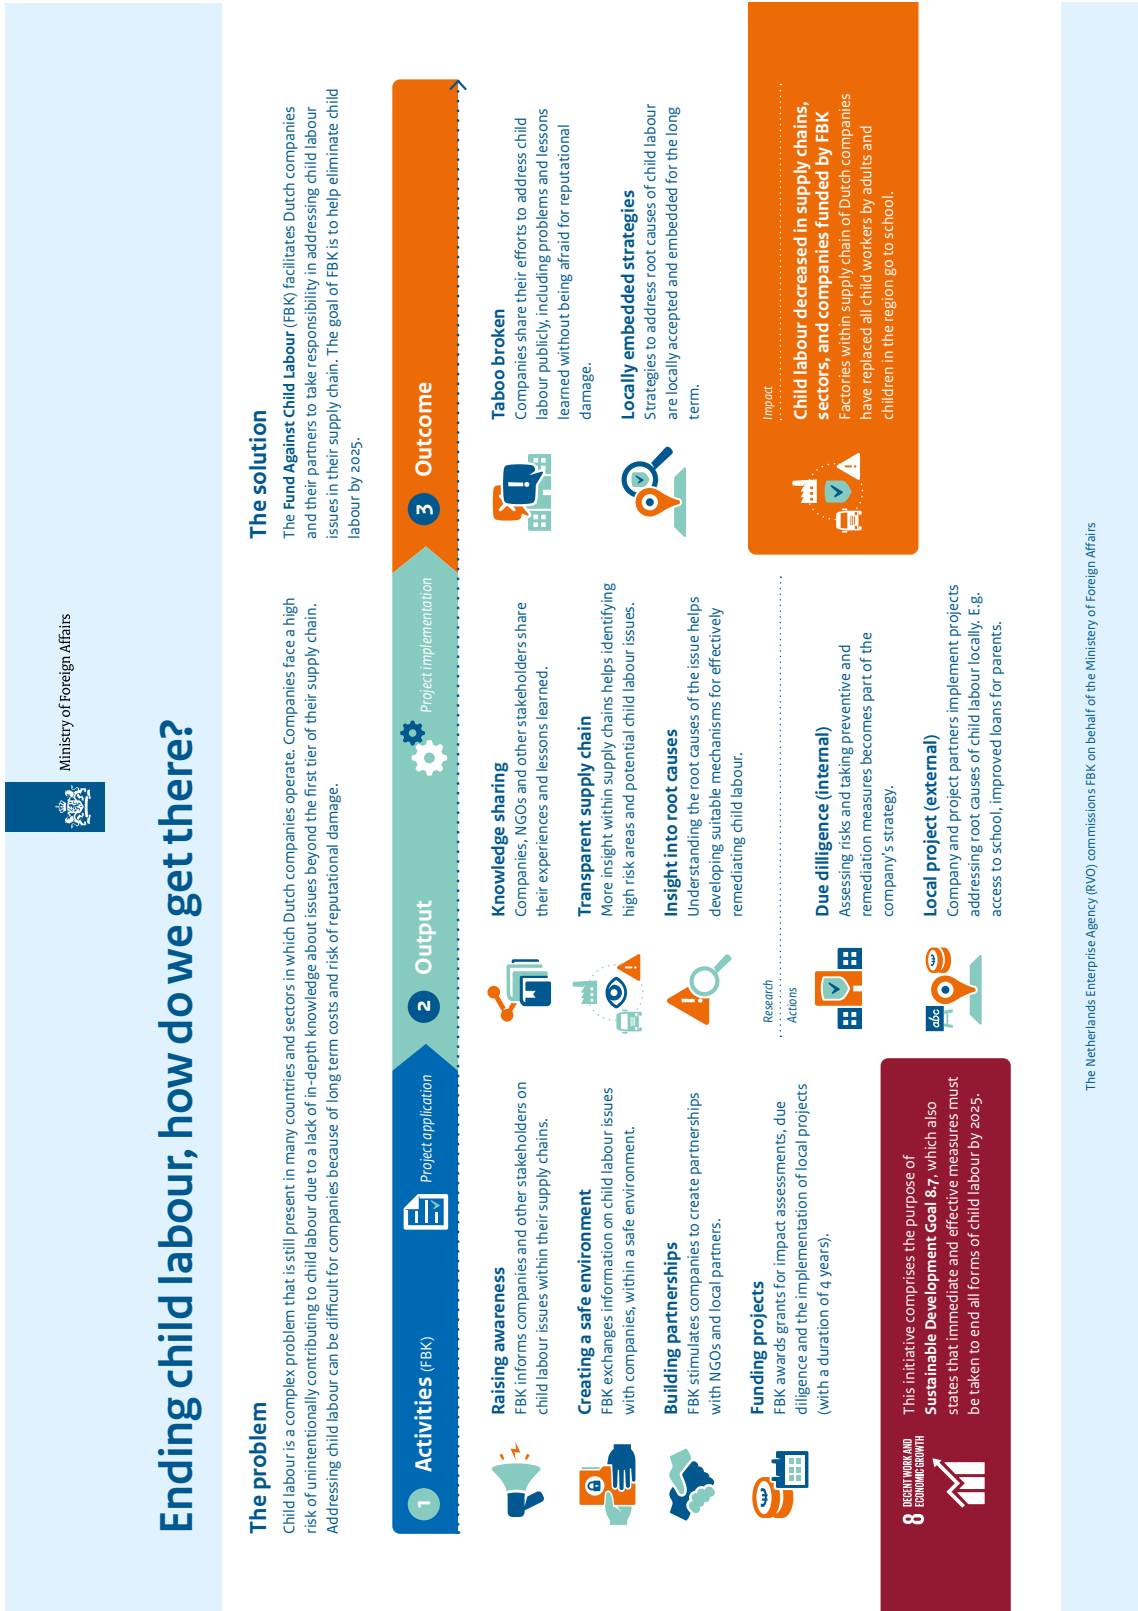 Ministry of Foreign Affairs
Ending child labour, how do we get there?
The problem
Child labour is a complex problem that is still present in many countries and sectors in which Dutch companies operate. Companies face a high
risk of unintentionally contributing to child labour due to a lack of in-depth knowledge about issues beyond the first tier of their supply chain.
Addressing child labour can be difficult for companies because of long term costs and risk of reputational damage.
The solution
The Fund Against Child Labour (FBK) facilitates Dutch companies
and their partners to take responsibility in addressing child labour
issues in their supply chain. The goal of FBK is to help eliminate child
labour by 2025.
1 Activities (FBK)
Project application
2 Output
Project implementation
3 Outcome
Raising awareness
FBK informs companies and other stakeholders on
child labour issues within their supply chains.
Creating a safe environment
FBK exchanges information on child labour issues
with companies, within a safe environment.
Building partnerships
FBK stimulates companies to create partnerships
with NGOs and local partners.
Funding projects
FBK awards grants for impact assessments, due
diligence and the implementation of local projects
(with a duration of 4 years).
8 DECENT WORK AND
ECONOMIC GROWTH
This initiative comprises the purpose of
Sustainable Development Goal 8.7, which also
states that immediate and effective measures must
be taken to end all forms of child labour by 2025.
Knowledge sharing
Companies, NGOs and other stakeholders share
their experiences and lessons learned.
Transparent supply chain
More insight within supply chains helps identifying
high risk areas and potential child labour issues.
Insight into root causes
Understanding the root causes of the issue helps
developing suitable mechanisms for effectively
remediating child labour.
Research
Actions
Due dilligence (internal)
Assessing risks and taking preventive and
remediation measures becomes part of the
company's strategy.
abc
Local project (external)
Company and project partners implement projects
addressing root causes of child labour locally. E.g.
access to school, improved loans for parents.
Taboo broken
Companies share their efforts to address child
labour publicly, including problems and lessons
learned without being afraid for reputational
damage.
Locally embedded strategies
Strategies to address root causes of child labour
are locally accepted and embedded for the long
term.
Impact
Child labour decreased in supply chains,
sectors, and companies funded by FBK
Factories within supply chain of Dutch companies
have replaced all child workers by adults and
children in the region go to school.
The Netherlands Enterprise Agency (RVO) commissions FBK on behalf of the Ministery of Foreign Affairs